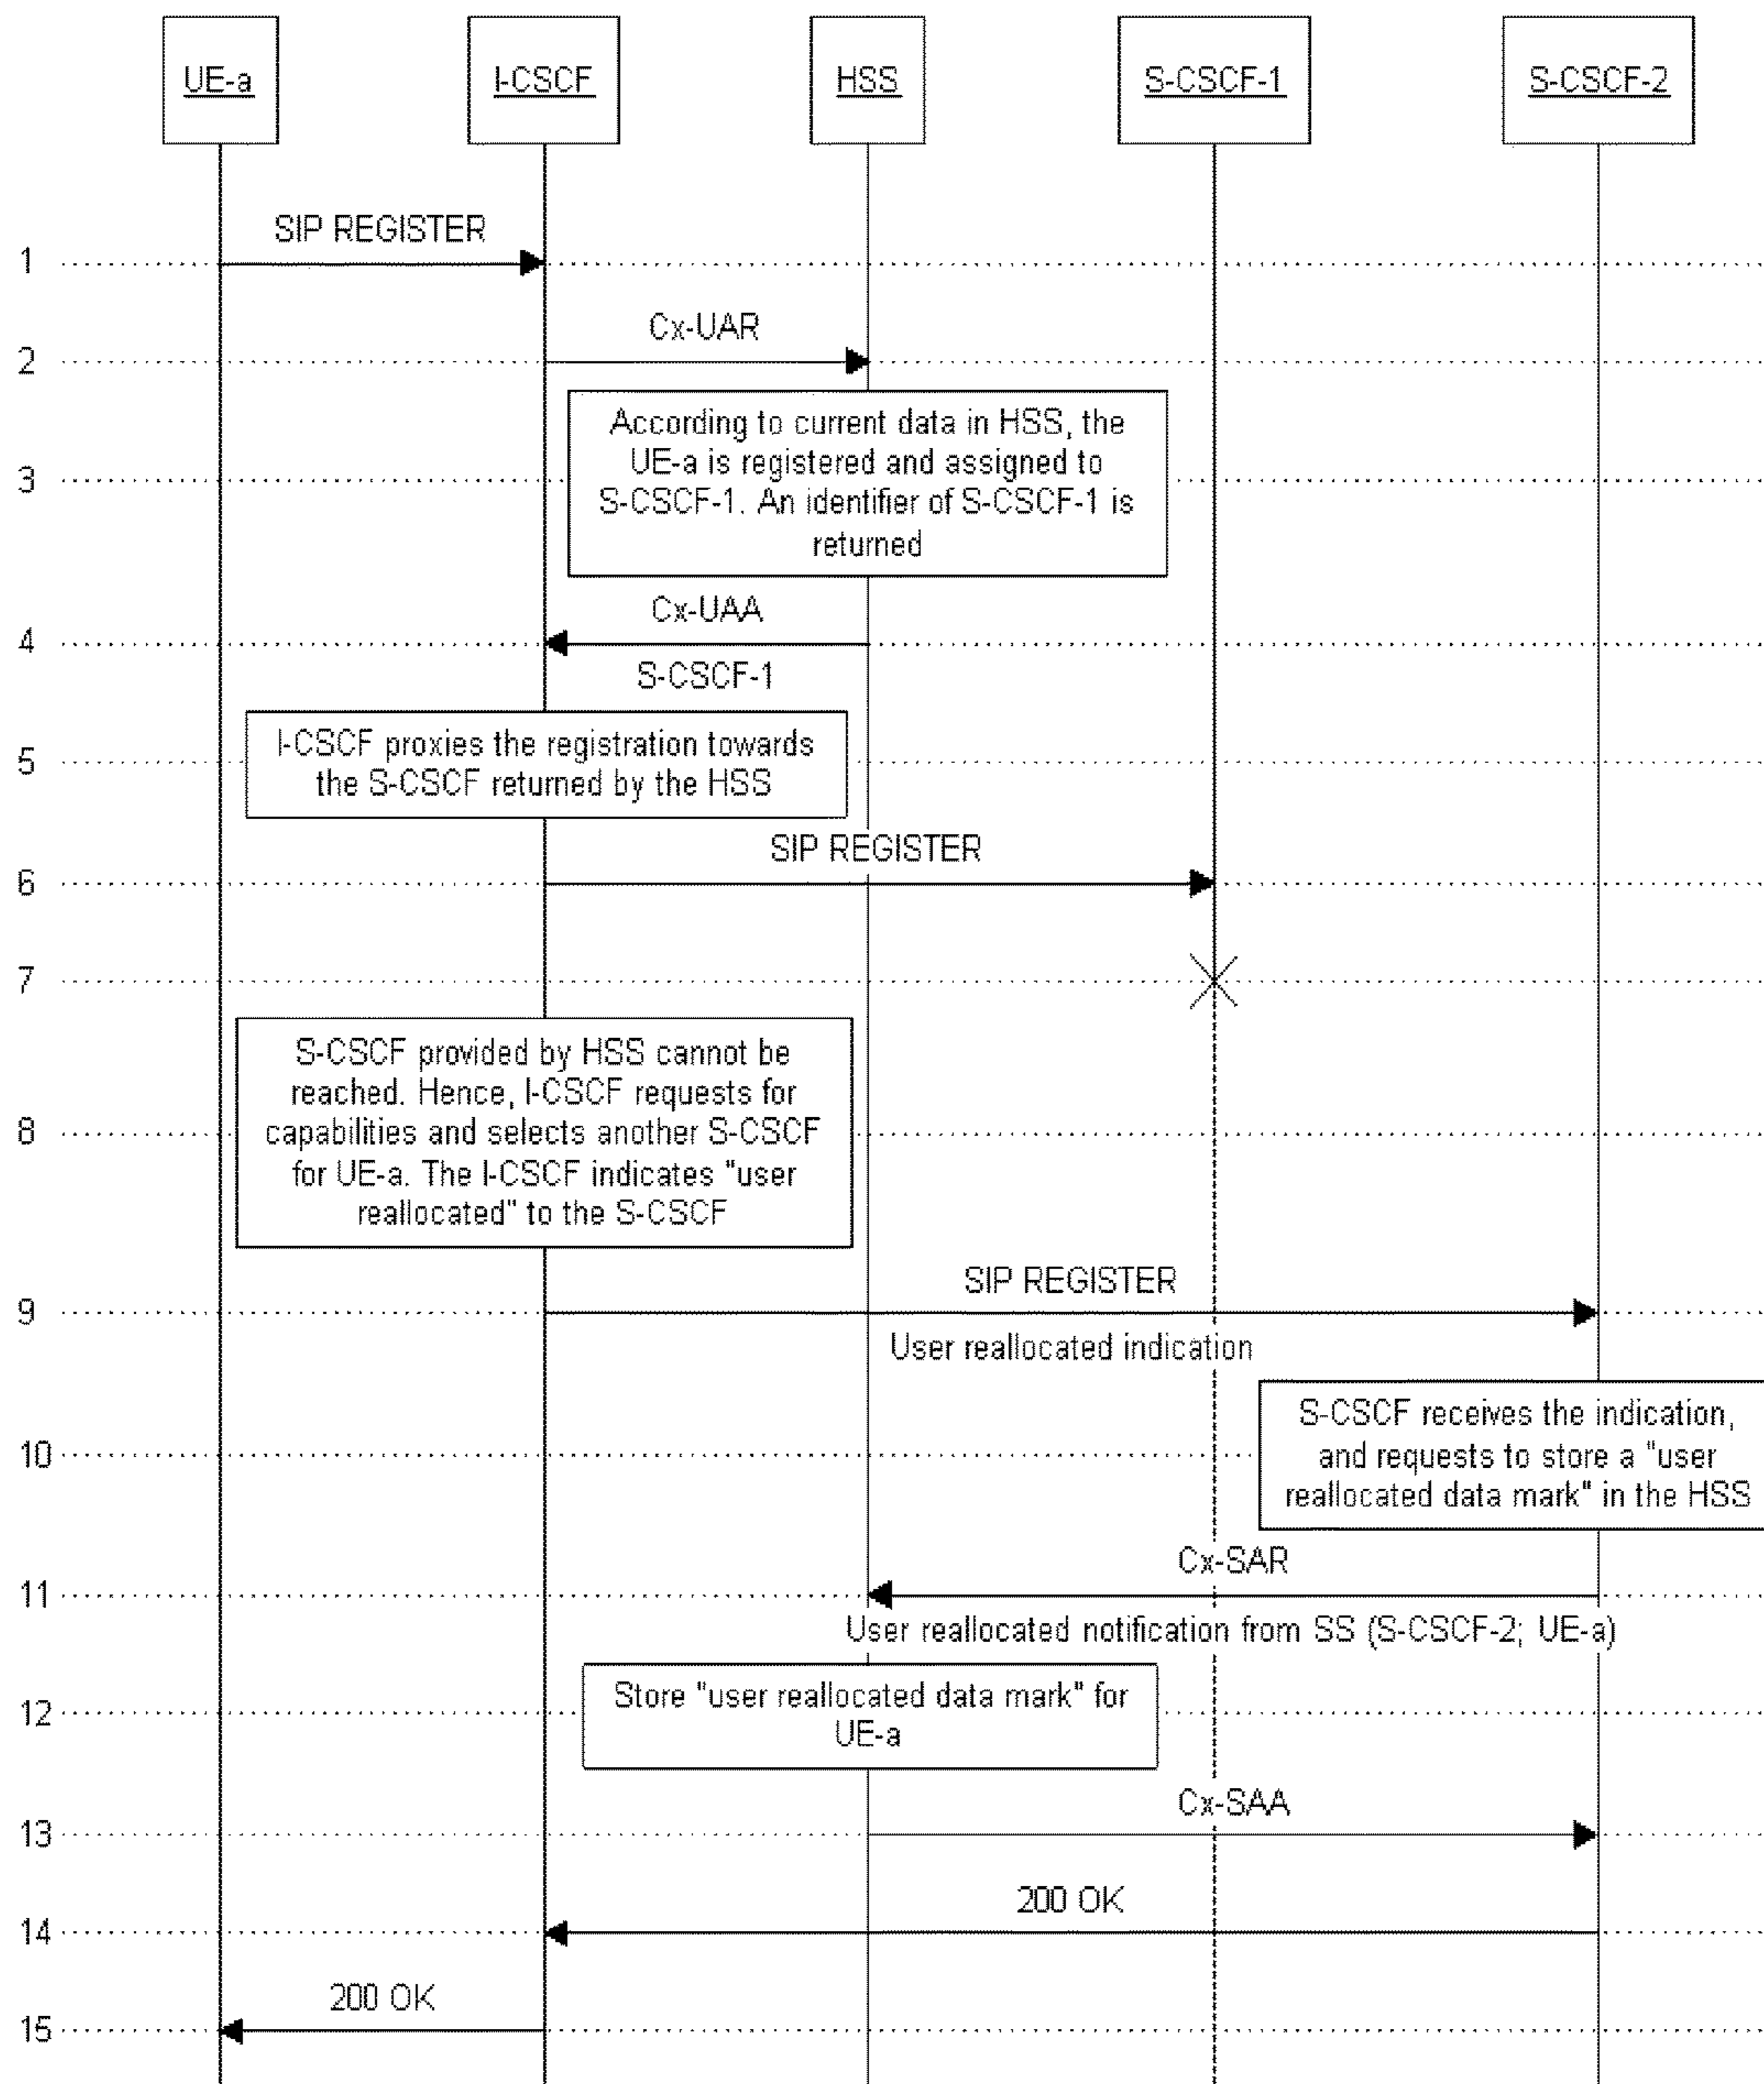 UE-a
I-CSCF
HSS
S-CSCF-1
S-CSCF-2
SIP REGISTER
1
Cx-UAR
2
According to current data in HSS, the
UE-a is registered and assigned to
S-CSCF-1. An identifier of S-CSCF-1 is
returned
3
Cx-UAA
4
S-CSCF-1
I-CSCF proxies the registration towards
the S-CSCF returned by the HSS
5
SIP REGISTER
6
7
S-CSCF provided by HSS cannot be
reached. Hence, I-CSCF requests for
capabilities and selects another S-CSCF
for UE-a. The I-CSCF indicates "user
reallocated" to the S-CSCF
8
SIP REGISTER
9
User reallocated indication
S-CSCF receives the indication,
and requests to store a "user
reallocated data mark" in the HSS
10
Cx-SAR
11
User reallocated notification from SS (S-CSCF-2; UE-a)
Store "user reallocated data mark" for
UE-a
12
Cx-SAA
13
200 OK
14
200 OK
15